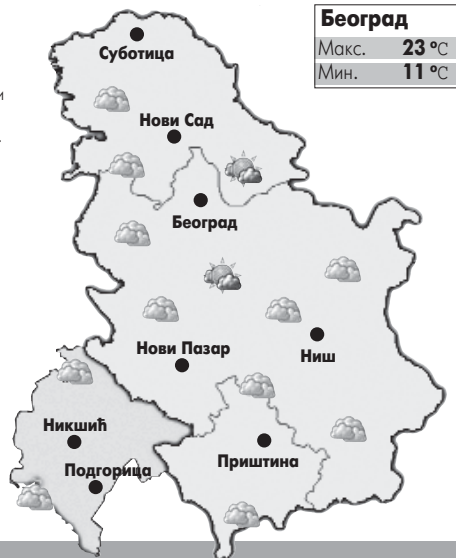 Београд
Макс. 23 °C
Мин. 11 °C
Суботица
и
Нови Сад
Београд
Нови Пазар
Ниш
Никшић
Приштина
Подгорица